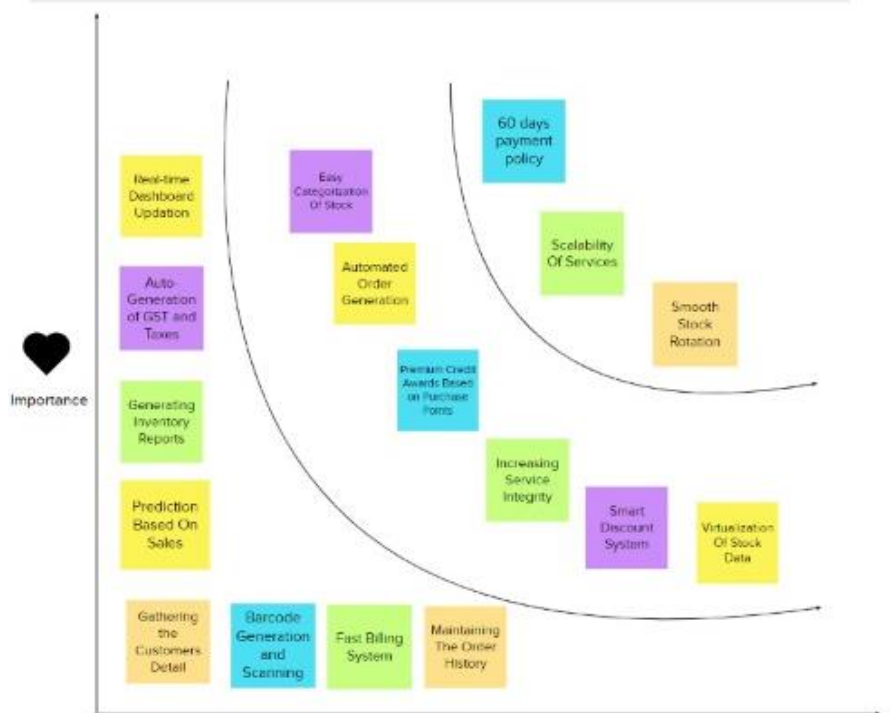 60 days
payment
policy
Real-time
Dashboard
Updation
Easy
Categorization
Of Stock
Scalability
Of Services
Automated
Order
Generation
Auto-
Generation
of GST and
Taxes
Smooth
Stock
Rotation
Importance
Premium Credit
Awards Based
on Purchase
Points
Generating
Inventory
Reports
Increasing
Service
Integrity
Prediction
Based On
Sales
Smart
Discount
System
Virtualization
Of Stock
Data
Gathering
the
Customers
Detail
Barcode
Generation
and
Scanning
Fast Billing
System
Maintaining
The Order
History